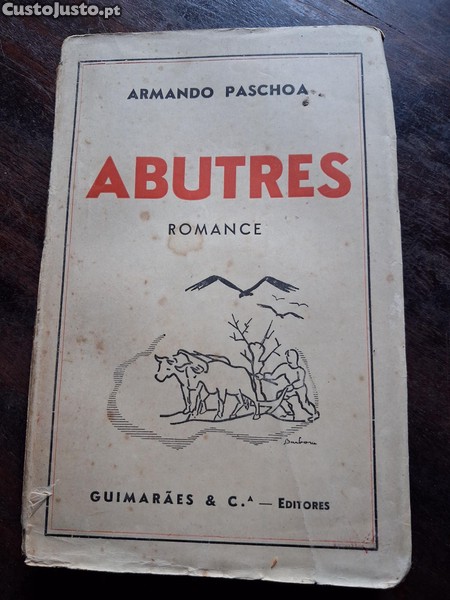 CustoJusto.pt
ARMANDO PASCHOA
ABUTRES
ROMANCE
GUIMARÃES & C.ᴬ — EDITORES